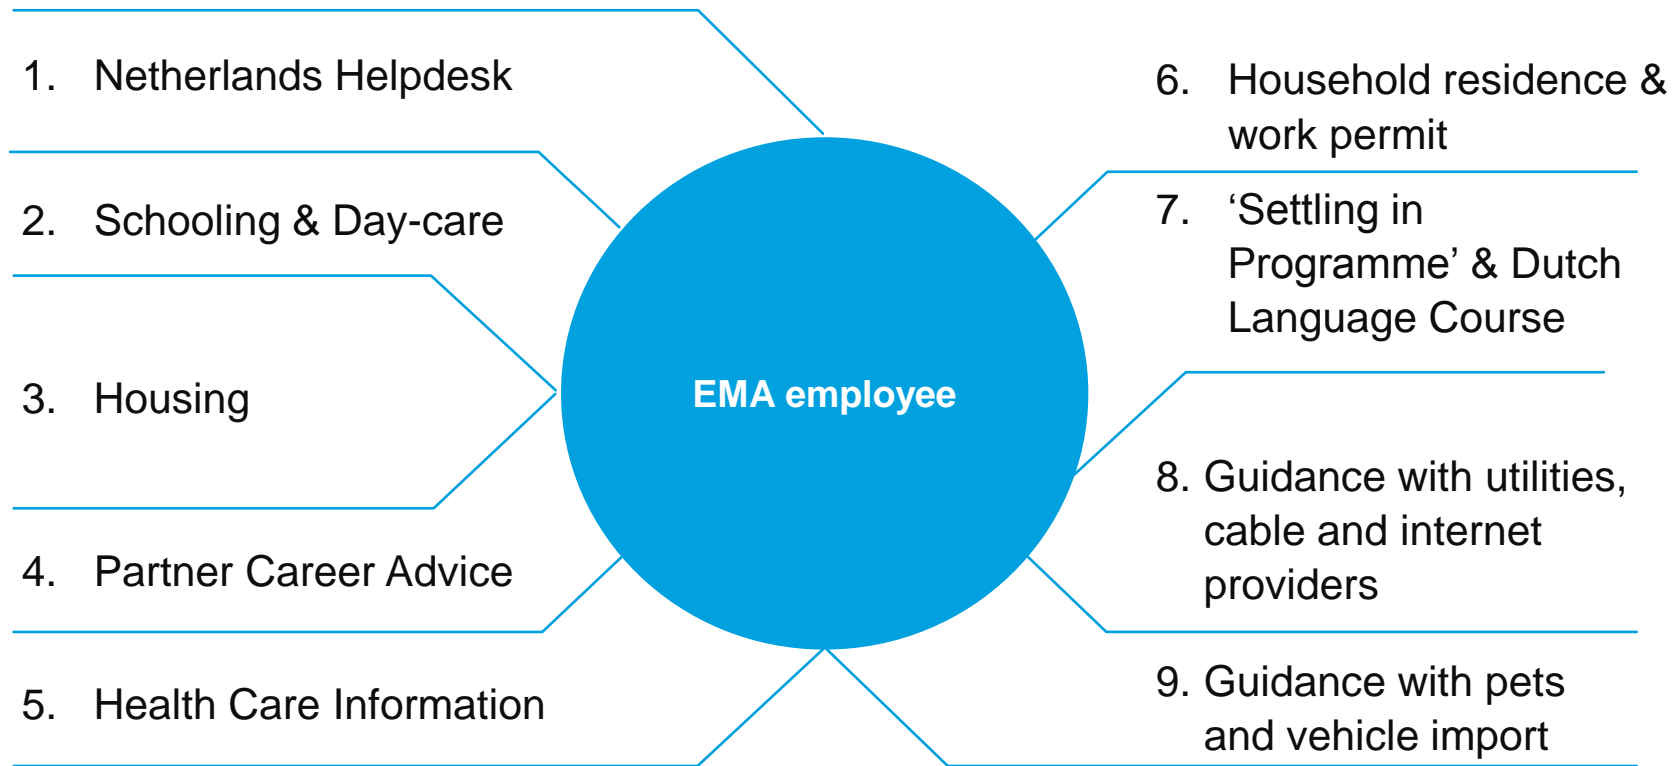 1. Netherlands Helpdesk
2. Schooling & Day-care
3. Housing
4. Partner Career Advice
5. Health Care Information
EMA employee
6. Household residence &
work permit
7. ‘Settling in
Programme’ & Dutch
Language Course
8. Guidance with utilities,
cable and internet
providers
9. Guidance with pets
and vehicle import